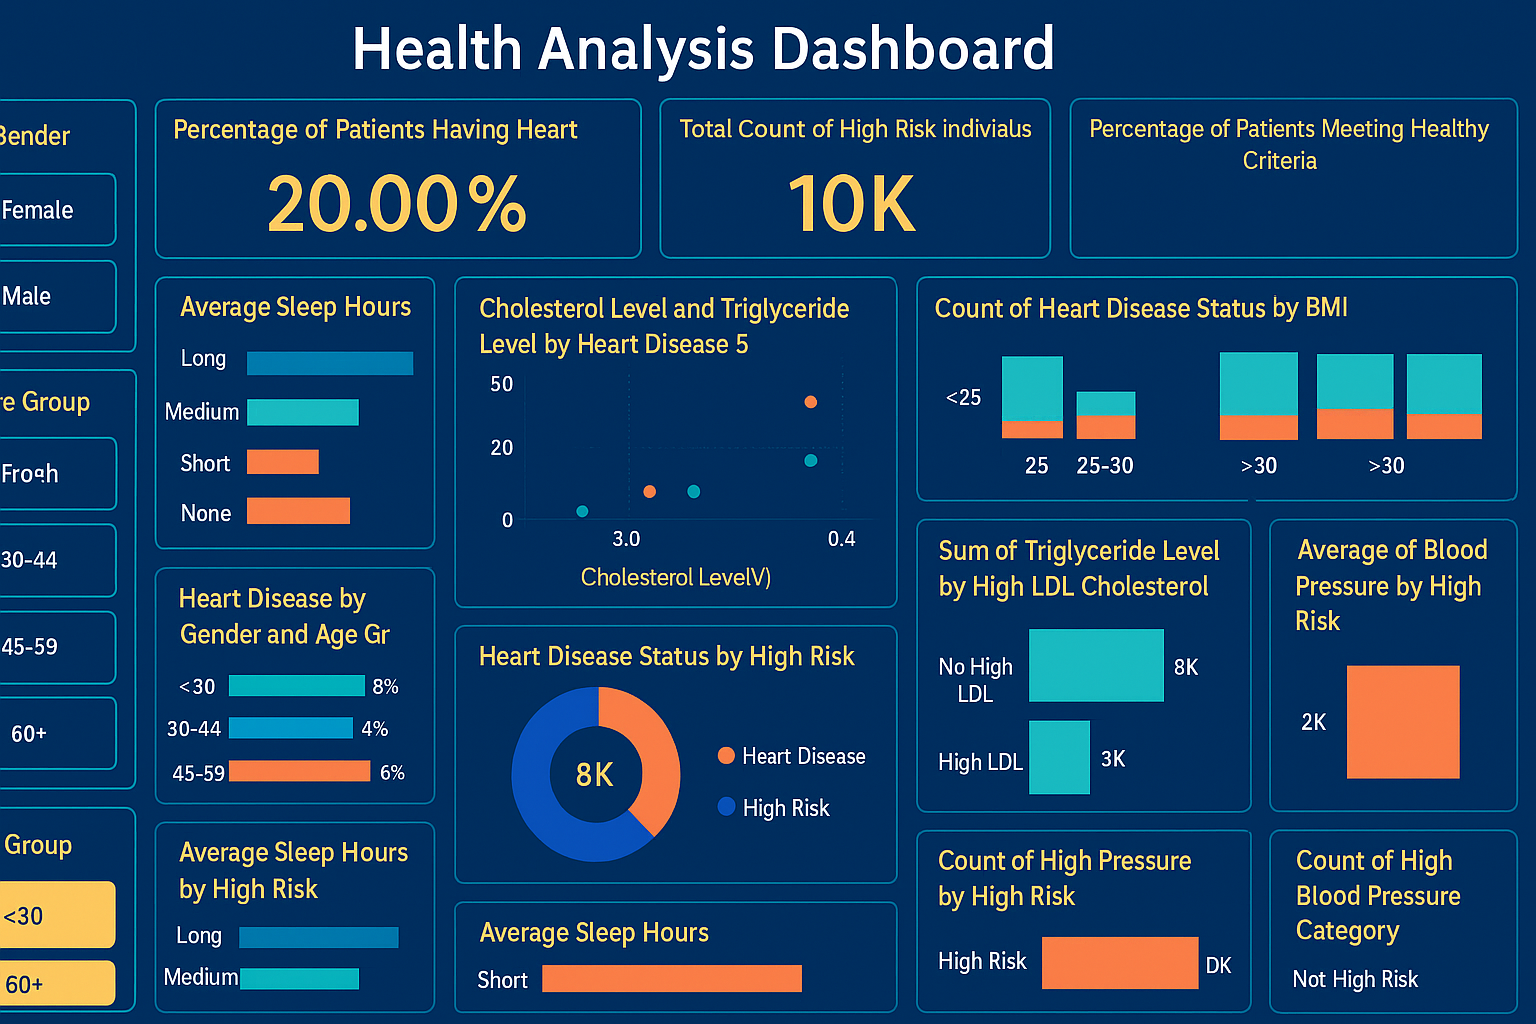 Health Analysis Dashboard
Bender
Female
Male
re Group
30-44
45-59
60+
Group
<30
60+
Percentage of Patients Having Heart
20.00%
Total Count of High Risk indivials
10K
Percentage of Patients Meeting Healthy
Criteria
Average Sleep Hours
Long
Medium
Short
None
Cholesterol Level and Triglyceride
Level by Heart Disease 5
50
20
0
3.0 0.4
Cholesterol LevelV)
Count of Heart Disease Status by BMI
<25
25 25-30 >30 >30
Heart Disease by
Gender and Age Gr
<30 8%
30-44 4%
45-59 6%
Heart Disease Status by High Risk
8K
Heart Disease
High Risk
Sum of Triglyceride Level
by High LDL Cholesterol
No High
LDL
8K
High LDL 3K
Average of Blood
Pressure by High
Risk
2K
Average Sleep Hours
by High Risk
Long
Medium
Average Sleep Hours
Short
Count of High Pressure
by High Risk
High Risk DK
Count of High
Blood Pressure
Category
Not High Risk